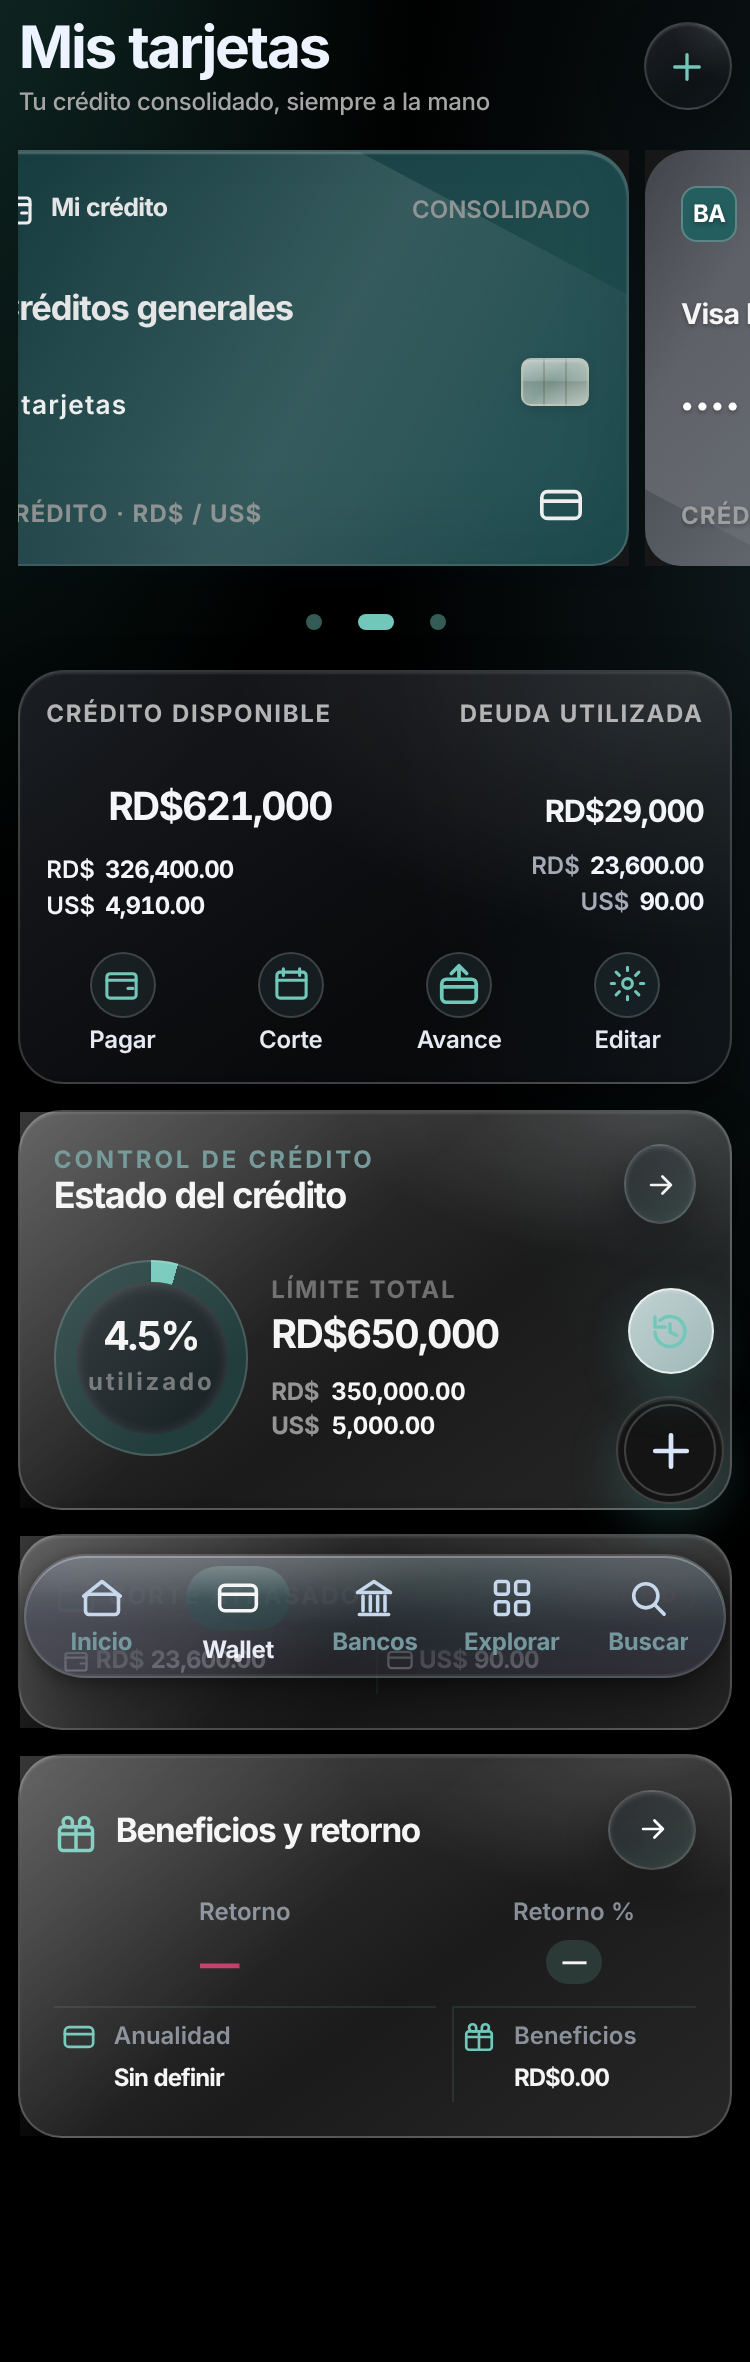 Mis tarjetas
Tu crédito consolidado, siempre a la mano
Mi crédito
CONSOLIDADO
BA
réditos generales
Visa
tarjetas
••••
RÉDITO · RD$ / US$
CRÉD
CRÉDITO DISPONIBLE
DEUDA UTILIZADA
RD$621,000
RD$29,000
RD$ 326,400.00
RD$ 23,600.00
US$ 4,910.00
US$ 90.00
Pagar
Corte
Avance
Editar
CONTROL DE CRÉDITO
Estado del crédito
4.5%
utilizado
LÍMITE TOTAL
RD$650,000
RD$ 350,000.00
US$ 5,000.00
Inicio
Wallet
Bancos
Explorar
Buscar
RD$ 23,600.00
US$ 90.00
Beneficios y retorno
Retorno
Retorno %
—
—
Anualidad
Sin definir
Beneficios
RD$0.00